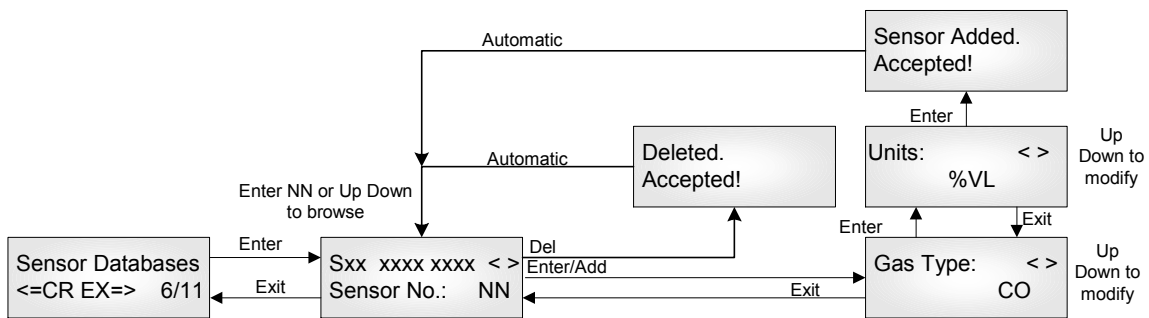 Automatic
Sensor Added.
Accepted!
Enter
Up
Down to
modify
Units: < >
%VL
Automatic
Deleted.
Accepted!
Enter NN or Up Down
to browse
Enter
Exit
Enter
Sensor Databases
<=CR EX=> 6/11
Exit
Sxx xxxx xxxx < >
Sensor No.: NN
Del
Enter/Add
Exit
Gas Type: < >
CO
Up
Down to
modify